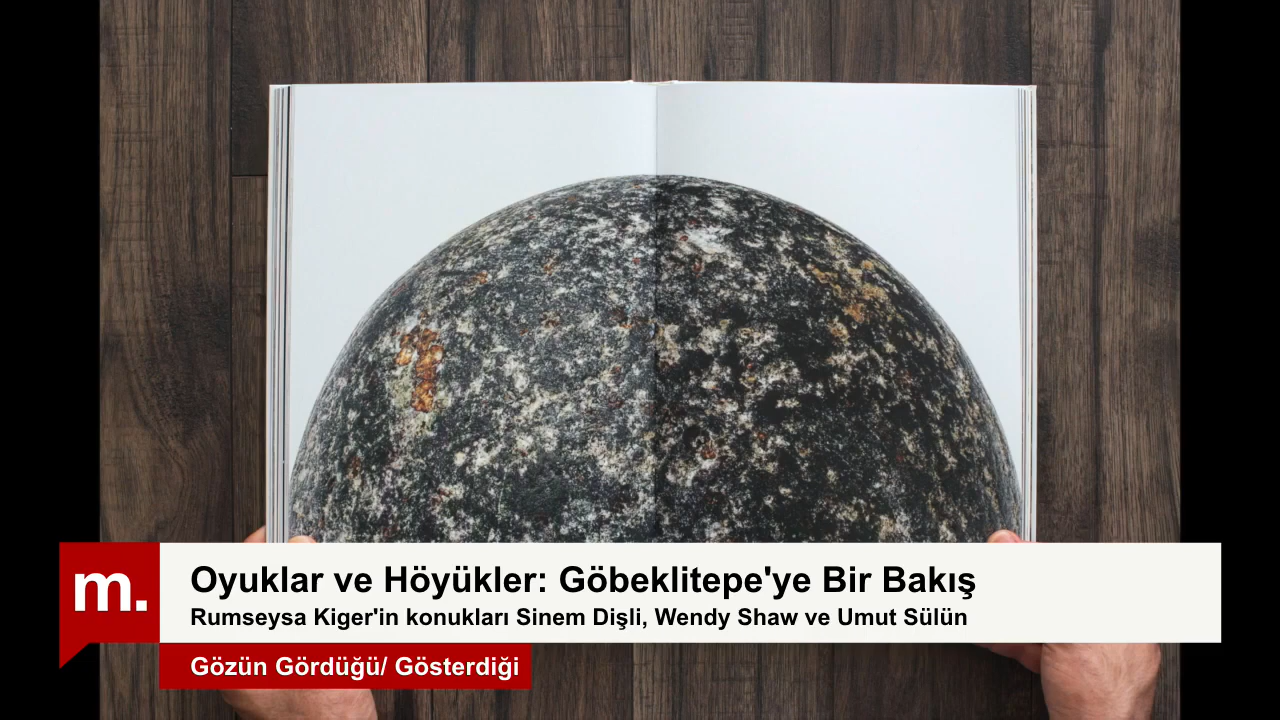 m.
Oyuklar ve Höyükler: Göbeklitepe'ye Bir Bakış
Rumseysa Kiger'in konukları Sinem Dişli, Wendy Shaw ve Umut Sülün
Gözün Gördüğü/ Gösterdiği